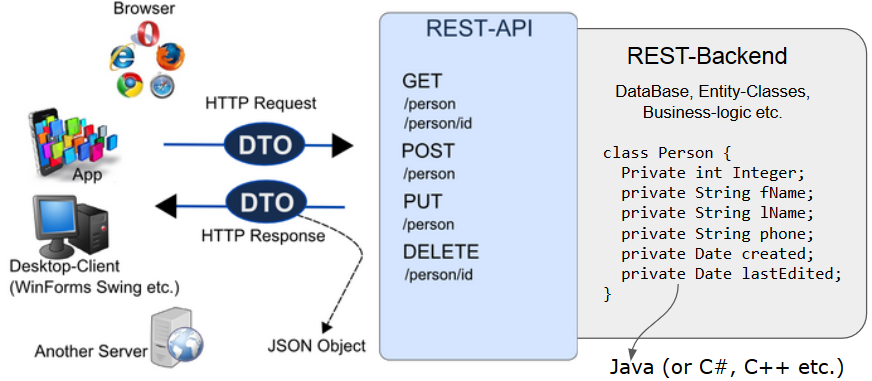 Browser
App
Desktop-Client
(WinForms Swing etc.)
Another Server
HTTP Request
DTO
DTO
HTTP Response
JSON Object
REST-API
GET
/person
/person/id
POST
/person
PUT
/person
DELETE
/person/id
REST-Backend
DataBase, Entity-Classes,
Business-logic etc.
class Person {
Private int Integer;
Private String fName;
private String lName;
private String phone;
private Date created;
private Date lastEdited;
}
Java (or C#, C++ etc.)